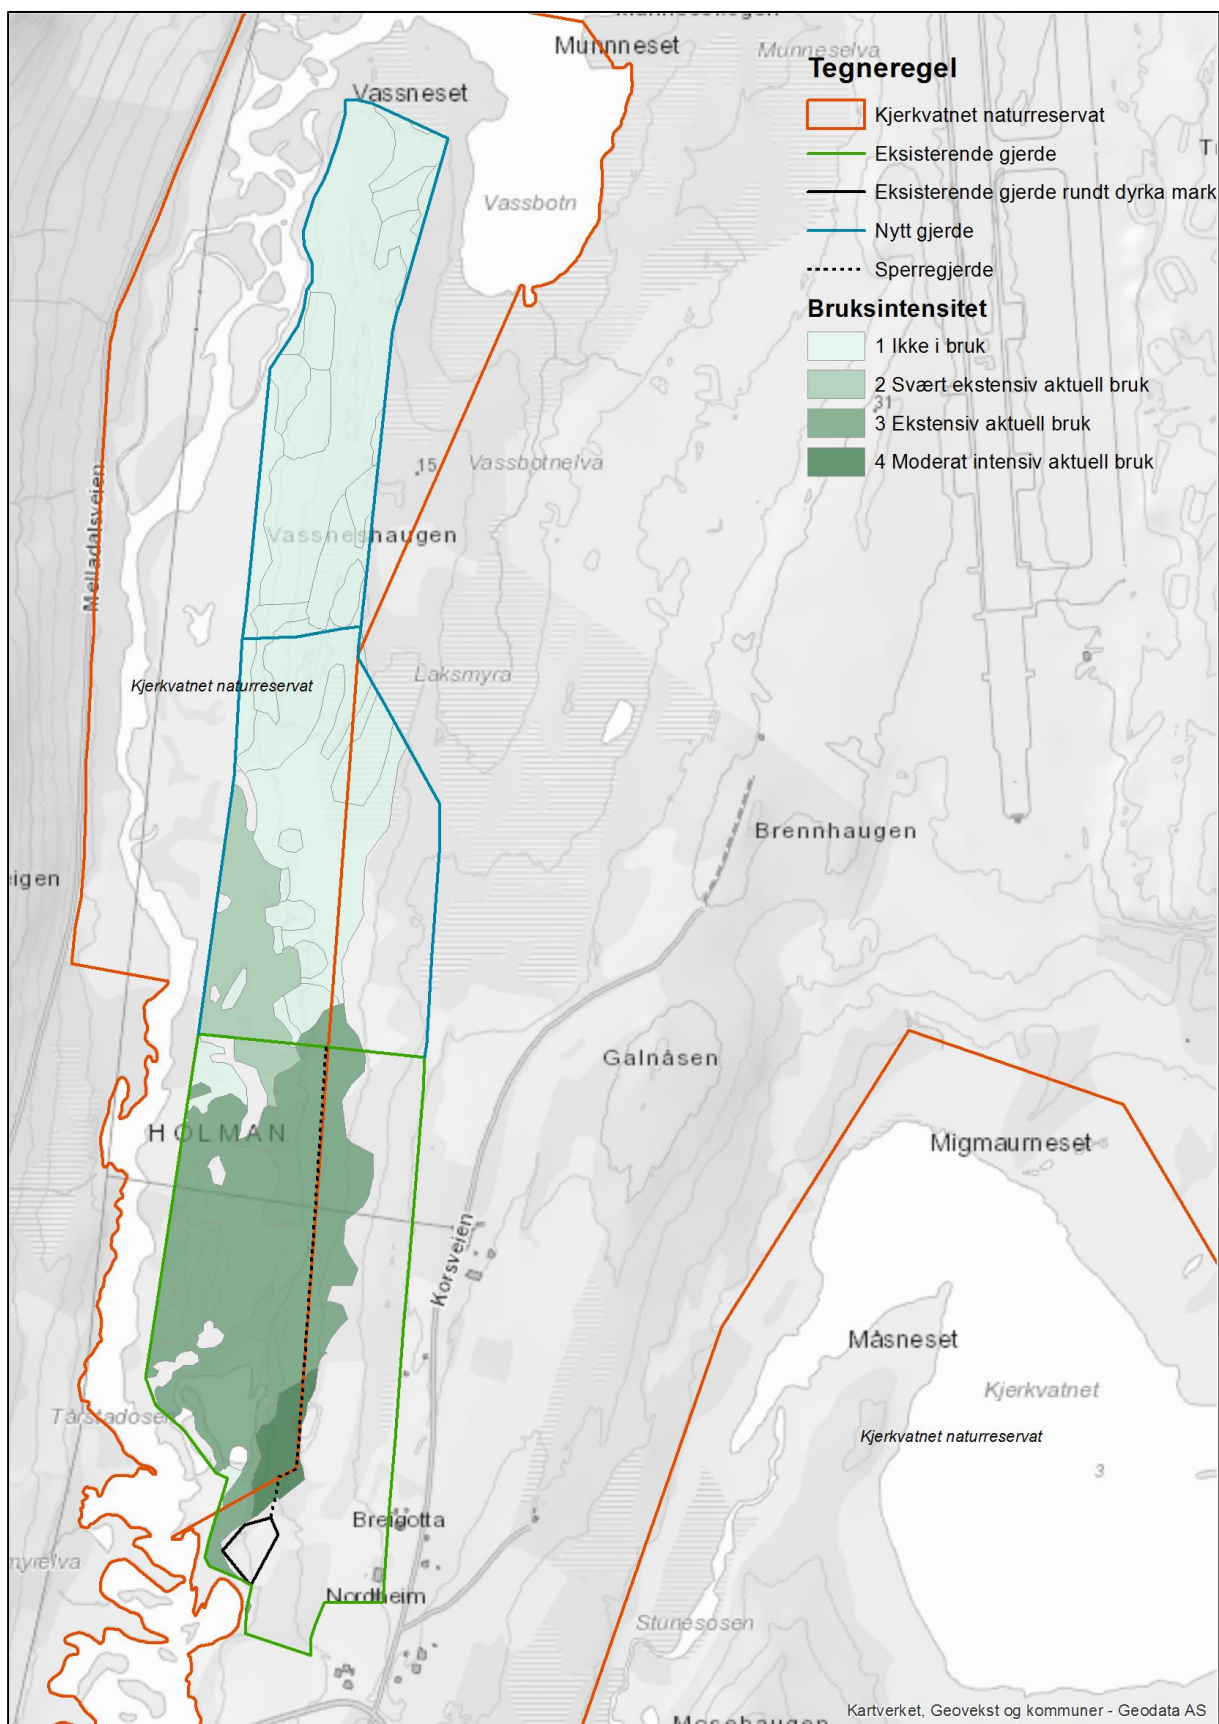 Munnneset
Munneselva
Tegneregel
Vassneset
Kjerkvatnet naturreservat
Eksisterende gjerde
Eksisterende gjerde rundt dyrka mark
Vassbotn
Nytt gjerde
Sperregjerde
Bruksintensitet
1 Ikke i bruk
2 Svært ekstensiv aktuell bruk
31
3 Ekstensiv aktuell bruk
4 Moderat intensiv aktuell bruk
15
Vassbotnelva
Melladalsveien
Vassneshaugen
Laksmyra
Kjerkvatnet naturreservat
Brennhaugen
eigen
Galnåsen
HOLMAN
Migmaurneset
Korsveien
Måsneset
Kjerkvatnet
Tårstadosen
Kjerkvatnet naturreservat
3
Breigotta
myrelva
Nordheim
Stunesosen
Kartverket, Geovekst og kommuner - Geodata AS